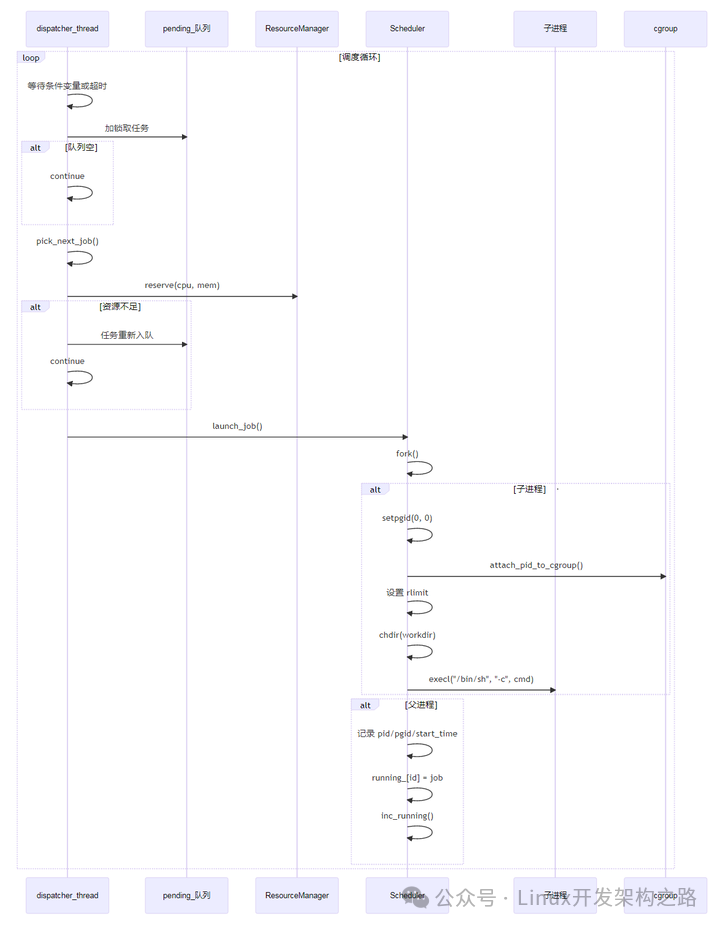 dispatcher_thread
pending_队列
ResourceManager
Scheduler
子进程
cgroup
loop
[调度循环]
等待条件变量或超时
加锁取任务
alt
[队列空]
continue
pick_next_job()
reserve(cpu, mem)
alt
[资源不足]
任务重新入队
continue
launch_job()
fork()
alt
[子进程]
setpgid(0, 0)
attach_pid_to_cgroup()
设置 rlimit
chdir(workdir)
execl("/bin/sh", "-c", cmd)
alt
[父进程]
记录 pid/pgid/start_time
running_[id] = job
inc_running()
dispatcher_thread
pending_队列
ResourceManager
Scheduler
子进程
cgroup
公众号 · Linux开发架构之路